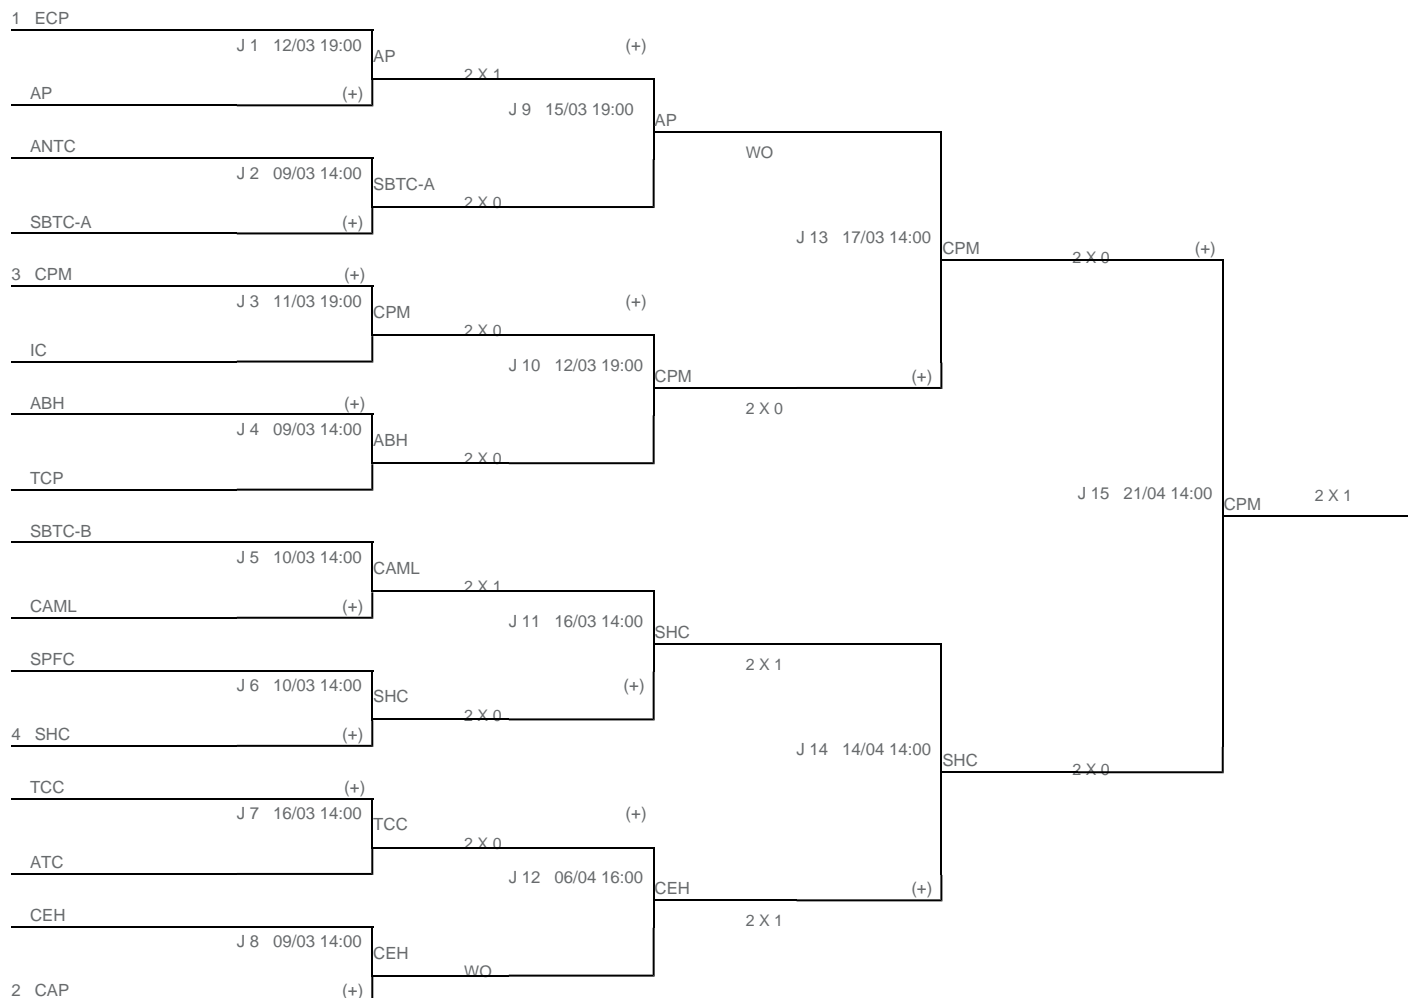 1 ECP
J 1 12/03 19:00
AP (+)
ANTC
J 2 09/03 14:00
SBTC-A (+)
3 CPM (+)
J 3 11/03 19:00
IC
ABH (+)
J 4 09/03 14:00
TCP
SBTC-B
J 5 10/03 14:00
CAML (+)
SPFC
J 6 10/03 14:00
4 SHC (+)
TCC (+)
J 7 16/03 14:00
ATC
CEH
J 8 09/03 14:00
2 CAP (+)
AP 2 X 1 (+)
J 9 15/03 19:00
SBTC-A 2 X 0
CPM 2 X 0 (+)
J 10 12/03 19:00
ABH 2 X 0
CAML 2 X 1
J 11 16/03 14:00
SHC 2 X 0 (+)
TCC 2 X 0 (+)
J 12 06/04 16:00
CEH WO
AP
WO
J 13 17/03 14:00
CPM (+)
2 X 0
SHC
2 X 1
J 14 14/04 14:00
CEH (+)
2 X 1
CPM 2 X 0 (+)
J 15 21/04 14:00
SHC 2 X 0
CPM 2 X 1